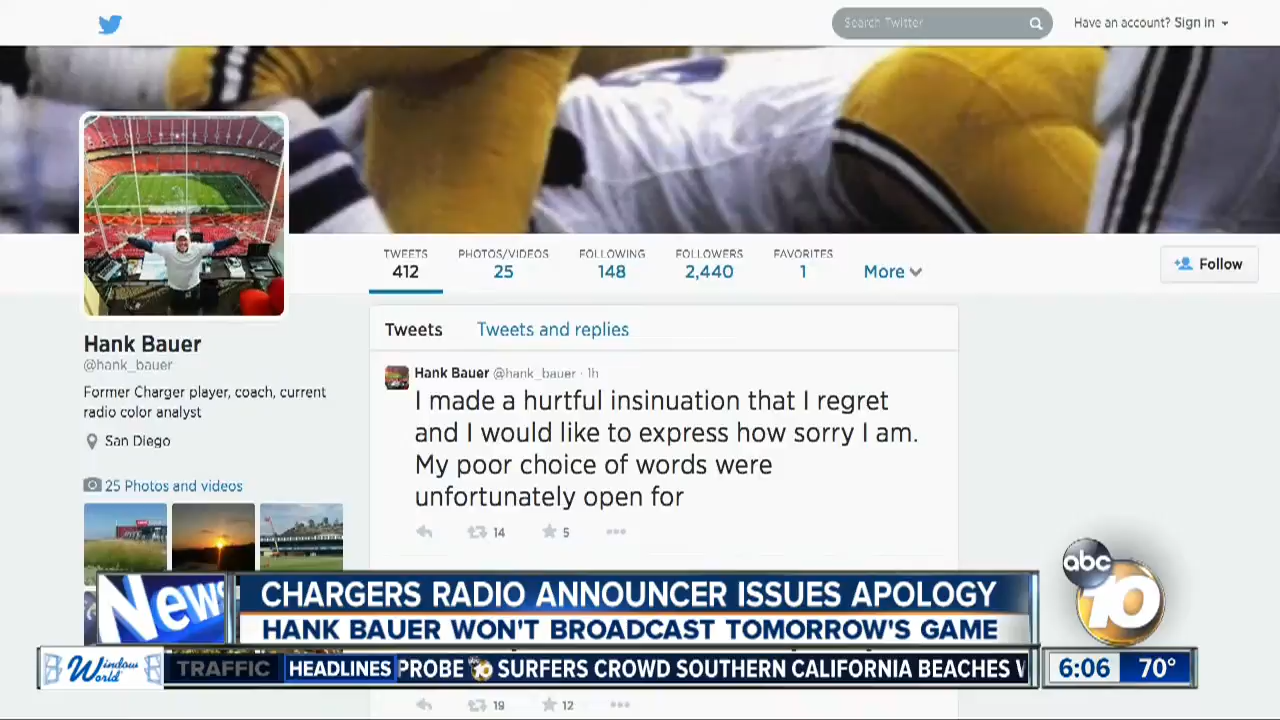 Search Twitter
Have an account? Sign in
TWEETS
412
PHOTOS/VIDEOS
25
FOLLOWING
148
FOLLOWERS
2,440
FAVORITES
1
More
Follow
Hank Bauer
@hank_bauer
Former Charger player, coach, current
radio color analyst
San Diego
25 Photos and videos
Tweets Tweets and replies
Hank Bauer @hank_bauer · 1h
I made a hurtful insinuation that I regret
and I would like to express how sorry I am.
My poor choice of words were
unfortunately open for
14 5
News
CHARGERS RADIO ANNOUNCER ISSUES APOLOGY
HANK BAUER WON'T BROADCAST TOMORROW'S GAME
abc
10
Window
World
TRAFFIC HEADLINES PROBE 10 SURFERS CROWD SOUTHERN CALIFORNIA BEACHES
6:06 70°
19 12